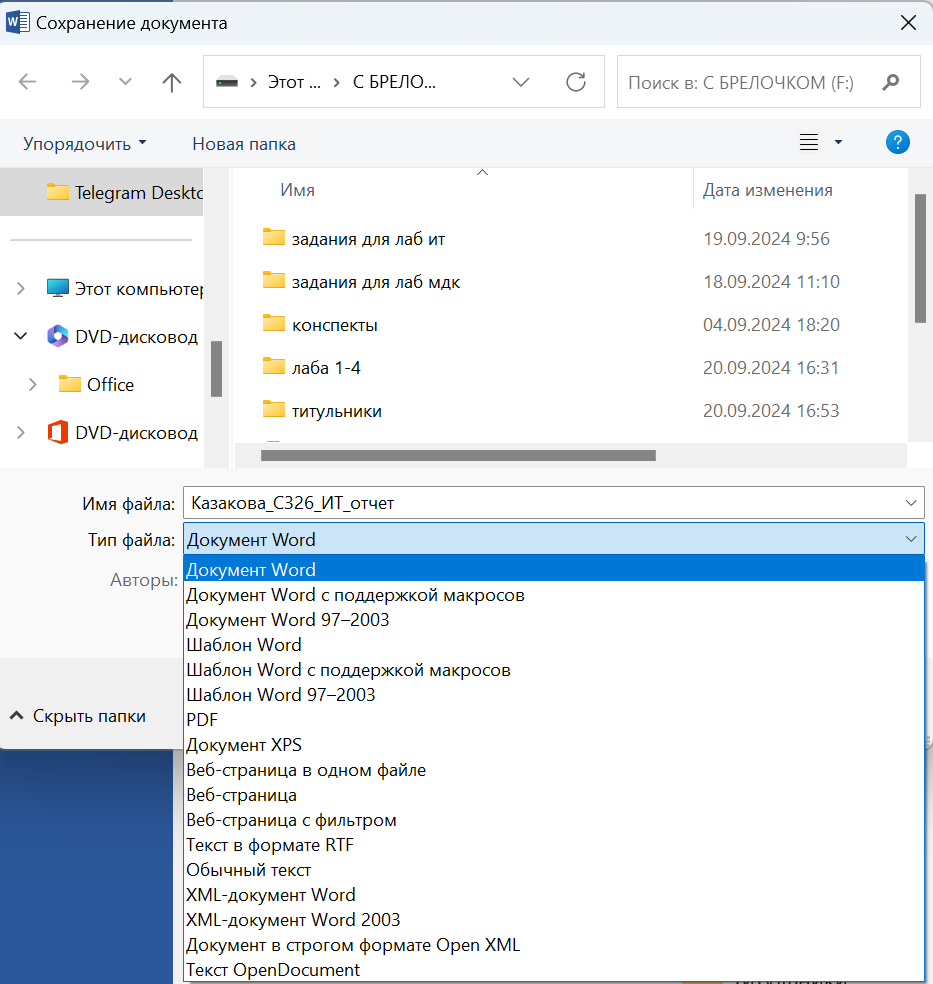 Сохранение документа
Этот ... С БРЕЛО...
Поиск в: С БРЕЛОЧКОМ (F:)
Упорядочить Новая папка
?
Telegram Deskto
Этот компьютер
DVD-дисковод
Office
DVD-дисковод
Имя Дата изменения
задания для лаб ит 19.09.2024 9:56
задания для лаб мдк 18.09.2024 11:10
конспекты 04.09.2024 18:20
лаба 1-4 20.09.2024 16:31
титульники 20.09.2024 16:53
Имя файла: Казакова_С326_ИТ_отчет
Тип файла: Документ Word
Авторы:
Документ Word
Документ Word с поддержкой макросов
Документ Word 97–2003
Шаблон Word
Шаблон Word с поддержкой макросов
Шаблон Word 97–2003
PDF
Документ XPS
Веб-страница в одном файле
Веб-страница
Веб-страница с фильтром
Текст в формате RTF
Обычный текст
XML-документ Word
XML-документ Word 2003
Документ в строгом формате Open XML
Текст OpenDocument
Скрыть папки